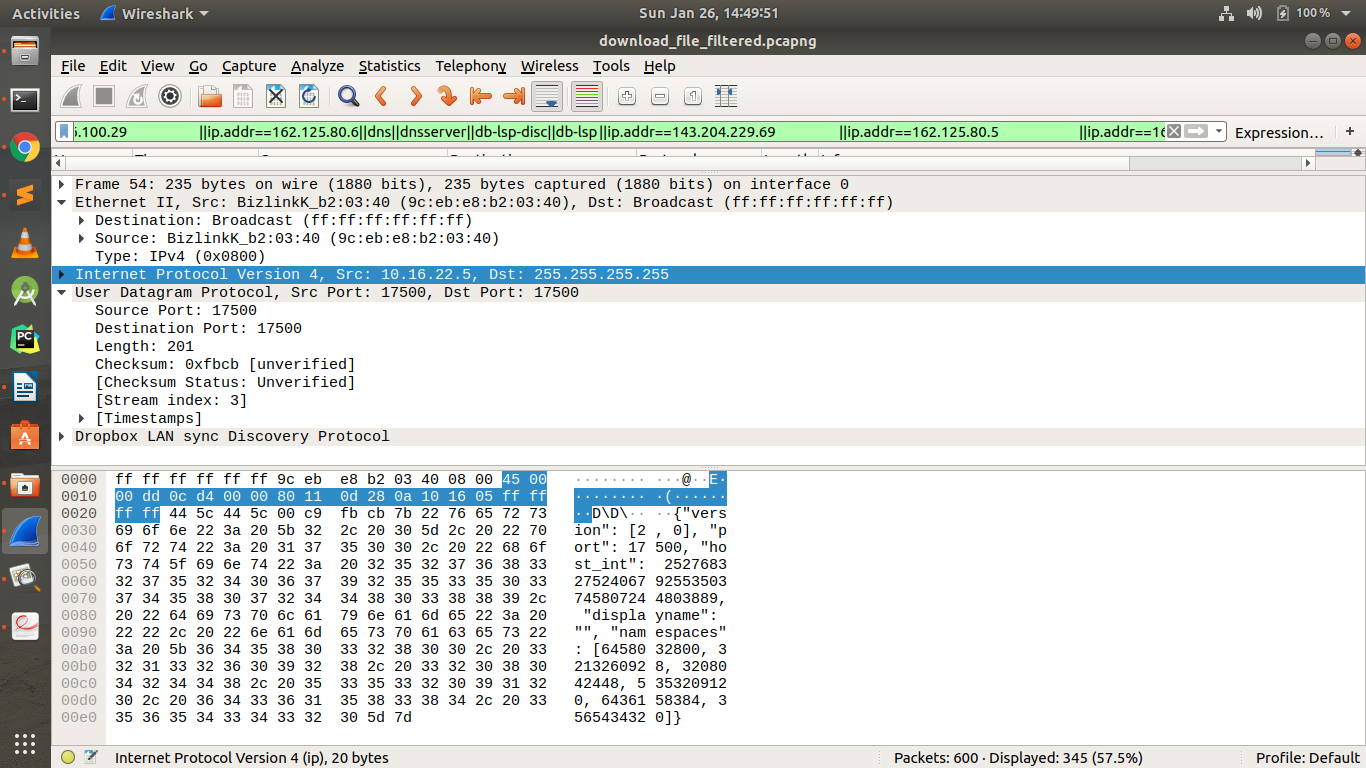 Activities Wireshark Sun Jan 26, 14:49:51 100 %
download_file_filtered.pcapng
File Edit View Go Capture Analyze Statistics Telephony Wireless Tools Help
.100.29 ||ip.addr==162.125.80.6||dns||dnsserver||db-lsp-disc||db-lsp||ip.addr==143.204.229.69 ||ip.addr==162.125.80.5 ||ip.addr==16 Expression… +
Frame 54: 235 bytes on wire (1880 bits), 235 bytes captured (1880 bits) on interface 0
Ethernet II, Src: BizlinkK_b2:03:40 (9c:eb:e8:b2:03:40), Dst: Broadcast (ff:ff:ff:ff:ff:ff)
Destination: Broadcast (ff:ff:ff:ff:ff:ff)
Source: BizlinkK_b2:03:40 (9c:eb:e8:b2:03:40)
Type: IPv4 (0x0800)
Internet Protocol Version 4, Src: 10.16.22.5, Dst: 255.255.255.255
User Datagram Protocol, Src Port: 17500, Dst Port: 17500
Source Port: 17500
Destination Port: 17500
Length: 201
Checksum: 0xfbcb [unverified]
[Checksum Status: Unverified]
[Stream index: 3]
[Timestamps]
Dropbox LAN sync Discovery Protocol
0000 ff ff ff ff ff ff 9c eb e8 b2 03 40 08 00 45 00 ········ ···@··E·
0010 00 dd 0c d4 00 00 80 11 0d 28 0a 10 16 05 ff ff ········ ·(······
0020 ff ff 44 5c 44 5c 00 c9 fb cb 7b 22 76 65 72 73 ··D\D\·· ··{"vers
0030 69 6f 6e 22 3a 20 5b 32 2c 20 30 5d 2c 20 22 70 ion": [2 , 0], "p
0040 6f 72 74 22 3a 20 31 37 35 30 30 2c 20 22 68 6f ort": 17 500, "ho
0050 73 74 5f 69 6e 74 22 3a 20 32 35 32 37 36 38 33 st_int": 2527683
0060 32 37 35 32 34 30 36 37 39 32 35 35 33 35 30 33 27524067 92553503
0070 37 34 35 38 30 37 32 34 34 38 30 33 38 38 39 2c 74580724 4803889,
0080 20 22 64 69 73 70 6c 61 79 6e 61 6d 65 22 3a 20 "displa yname":
0090 22 22 2c 20 22 6e 61 6d 65 73 70 61 63 65 73 22 "", "nam espaces"
00a0 3a 20 5b 36 34 35 38 30 33 32 38 30 30 2c 20 33 : [64580 32800, 3
00b0 32 31 33 32 36 30 39 32 38 2c 20 33 32 30 38 30 21326092 8, 32080
00c0 34 32 34 34 38 2c 20 35 33 35 33 32 30 39 31 32 42448, 5 35320912
00d0 30 2c 20 36 34 33 36 31 35 38 33 38 34 2c 20 33 0, 64361 58384, 3
00e0 35 36 35 34 33 34 33 32 30 5d 7d 56543432 0]}
Internet Protocol Version 4 (ip), 20 bytes Packets: 600 · Displayed: 345 (57.5%) Profile: Default